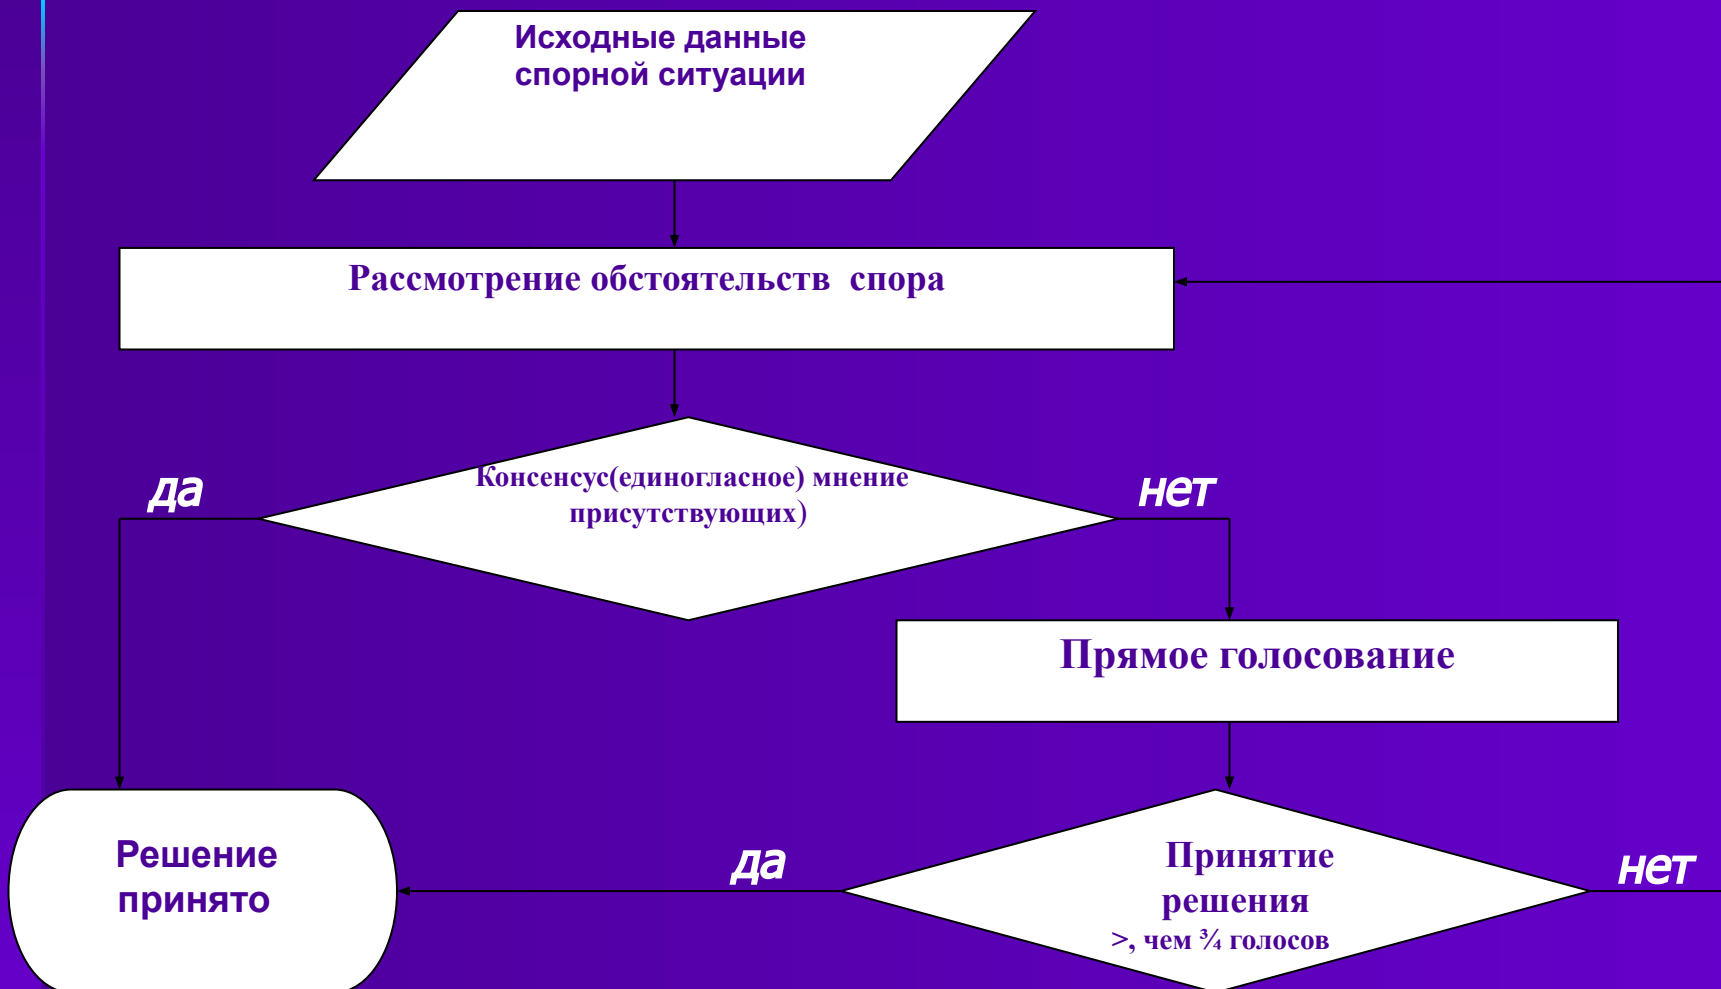 Исходные данные
спорной ситуации
Рассмотрение обстоятельств  спора
Консенсус(единогласное) мнение
присутствующих)
да
нет
Прямое голосование
Решение
принято
да
Принятие
решения
>, чем ¾ голосов
нет